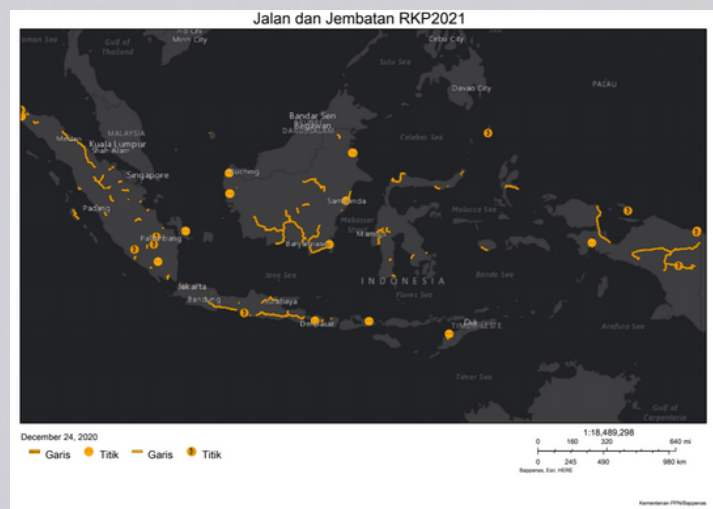 Jalan dan Jembatan RKP2021
Gulf of
Thailand
Minh City
Cebu City
Sulu Sea
PALAU
Davao City
Bandar Seri
Begawan
DARUSSALAM
Celebes Sea
Medan
MALAYSIA
Kuala Lumpur
Shah Alam
Kuching
Singapore
Padang
Samarinda
Molucca Sea
Makassar
Palembang
Banjarmasin
Java Sea
Banda Sea
Jakarta
INDONESIA
Bandung
Surabaya
Flores Sea
Denpasar
Dili
TIMOR-LESTE
Arafura Sea
Timor Sea
Gulf of
Carpentaria
December 24, 2020
Garis Titik Garis Titik
1:18,489,298
0 160 320 640 mi
0 245 490 980 km
Bappenas, Esri, HERE
Kementerian PPN/Bappenas